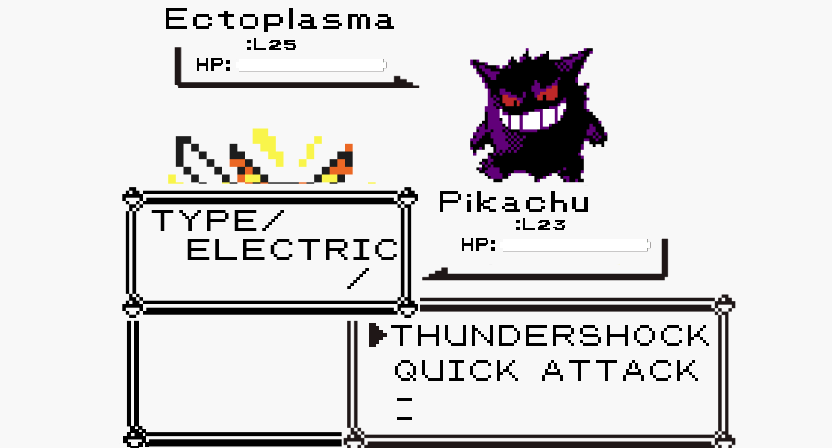 Ectoplasma
:L25
HP:
Pikachu
:L23
HP:
TYPE/
ELECTRIC
/
THUNDERSHOCK
QUICK ATTACK
–
–